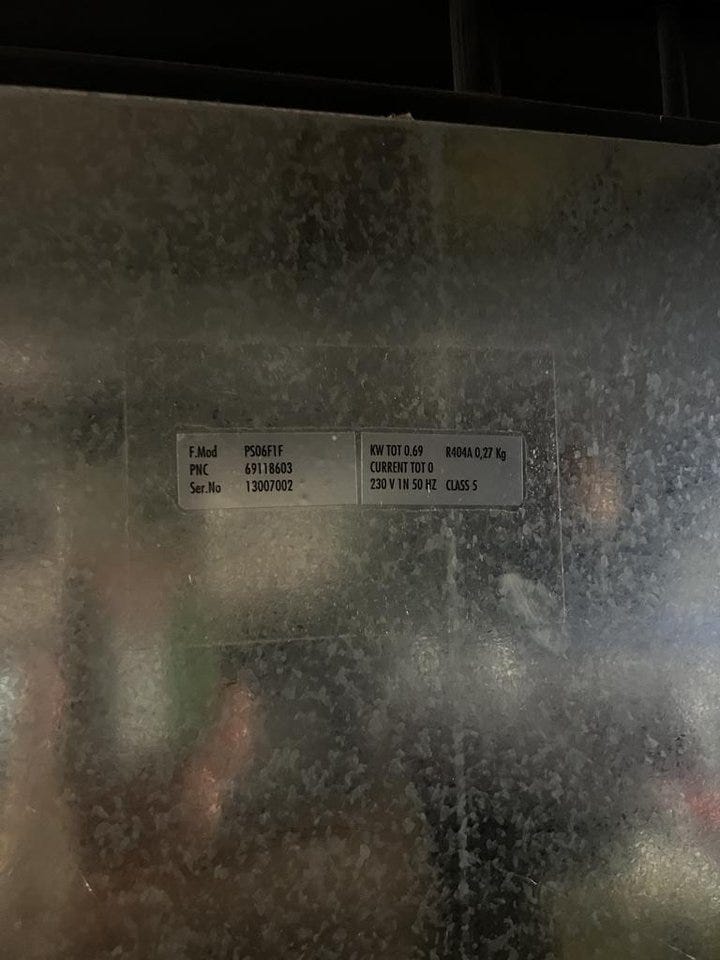 F.Mod PS06F1F
PNC 69118603
Ser.No 13007002
KW TOT 0.69 R404A 0,27 Kg
CURRENT TOT 0
230 V 1N 50 HZ CLASS 5